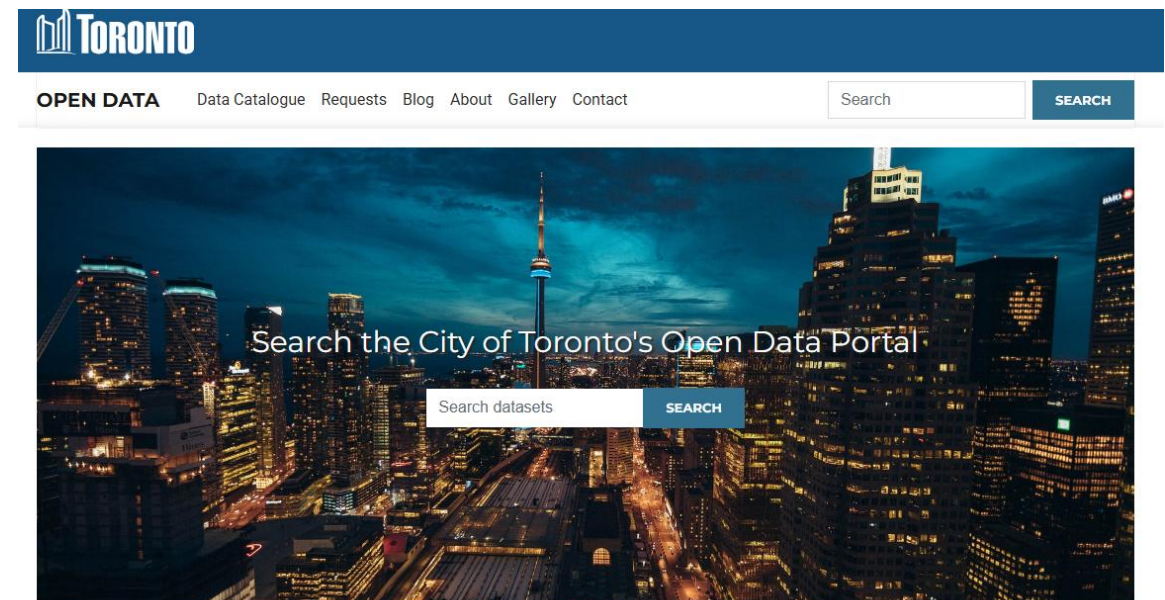 TORONTO
OPEN DATA Data Catalogue Requests Blog About Gallery Contact Search SEARCH
BMO
Search the City of Toronto's Open Data Portal
Search datasets SEARCH